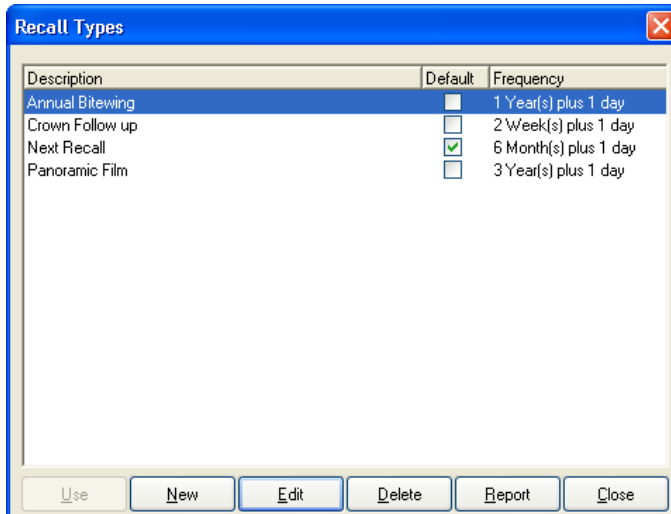 Recall Types
Description Default Frequency
Annual Bitewing 1 Year(s) plus 1 day
Crown Follow up 2 Week(s) plus 1 day
Next Recall 6 Month(s) plus 1 day
Panoramic Film 3 Year(s) plus 1 day
Use New Edit Delete Report Close